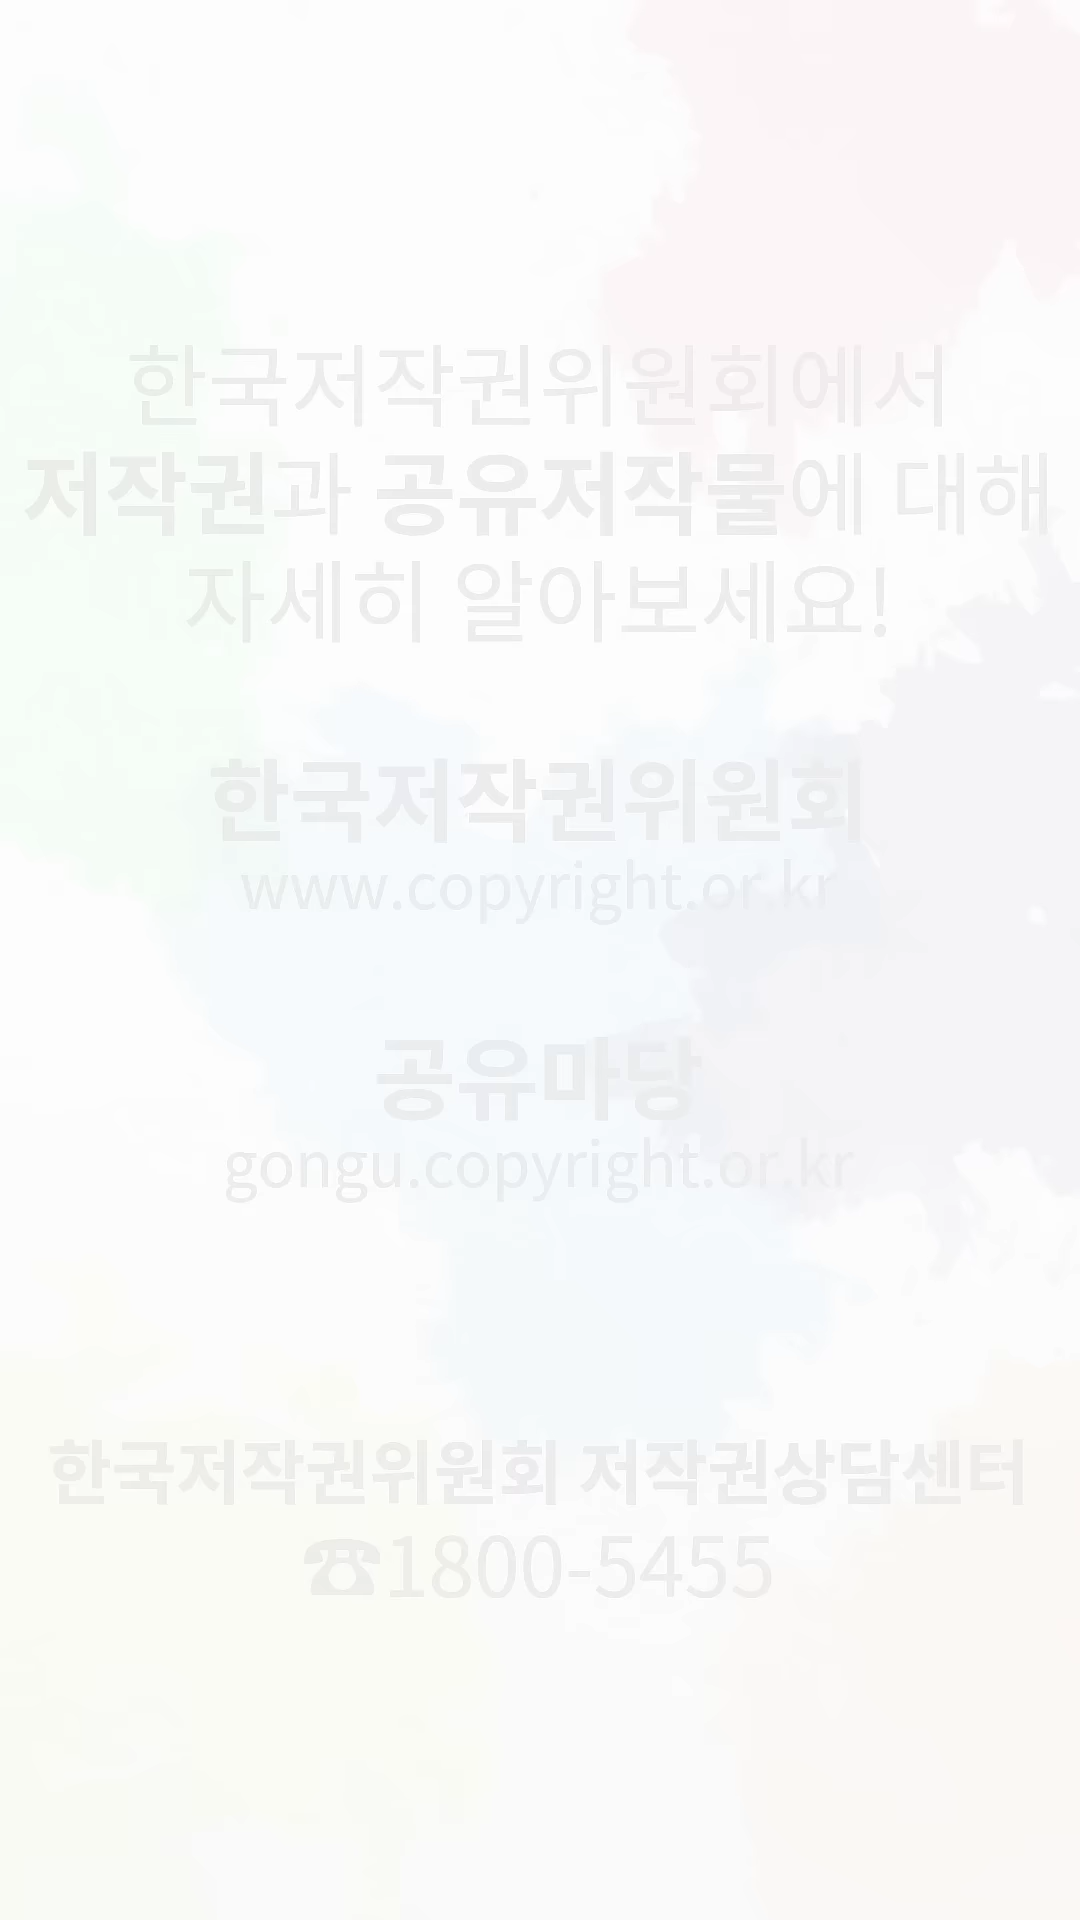 한국저작권위원회에서
저작권과 공유저작물에 대해
자세히 알아보세요!
한국저작권위원회
www.copyright.or.kr
공유마당
gongu.copyright.or.kr
한국저작권위원회 저작권상담센터
☎1800-5455